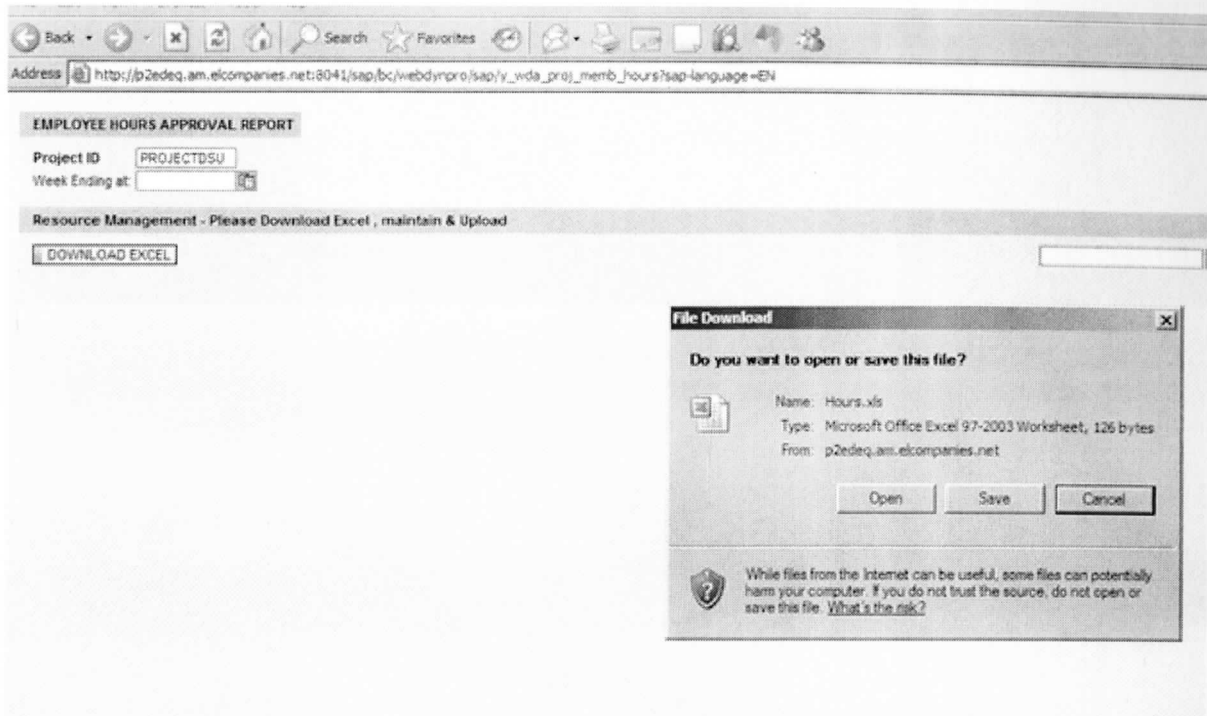 Back
Search
Favorites
Address http://p2edeq.am.elcompanies.net:8041/sap/bc/webdynpro/sap/y_wda_proj_memb_hours?sap-language=EN
EMPLOYEE HOURS APPROVAL REPORT
Project ID PROJECTDSU
Week Ending at:
Resource Management - Please Download Excel , maintain & Upload
DOWNLOAD EXCEL
File Download
Do you want to open or save this file?
Name: Hours.xls
Type: Microsoft Office Excel 97-2003 Worksheet, 126 bytes
From: p2edeq.am.elcompanies.net
Open Save Cancel
While files from the Internet can be useful, some files can potentially
harm your computer. If you do not trust the source, do not open or
save this file. What's the risk?